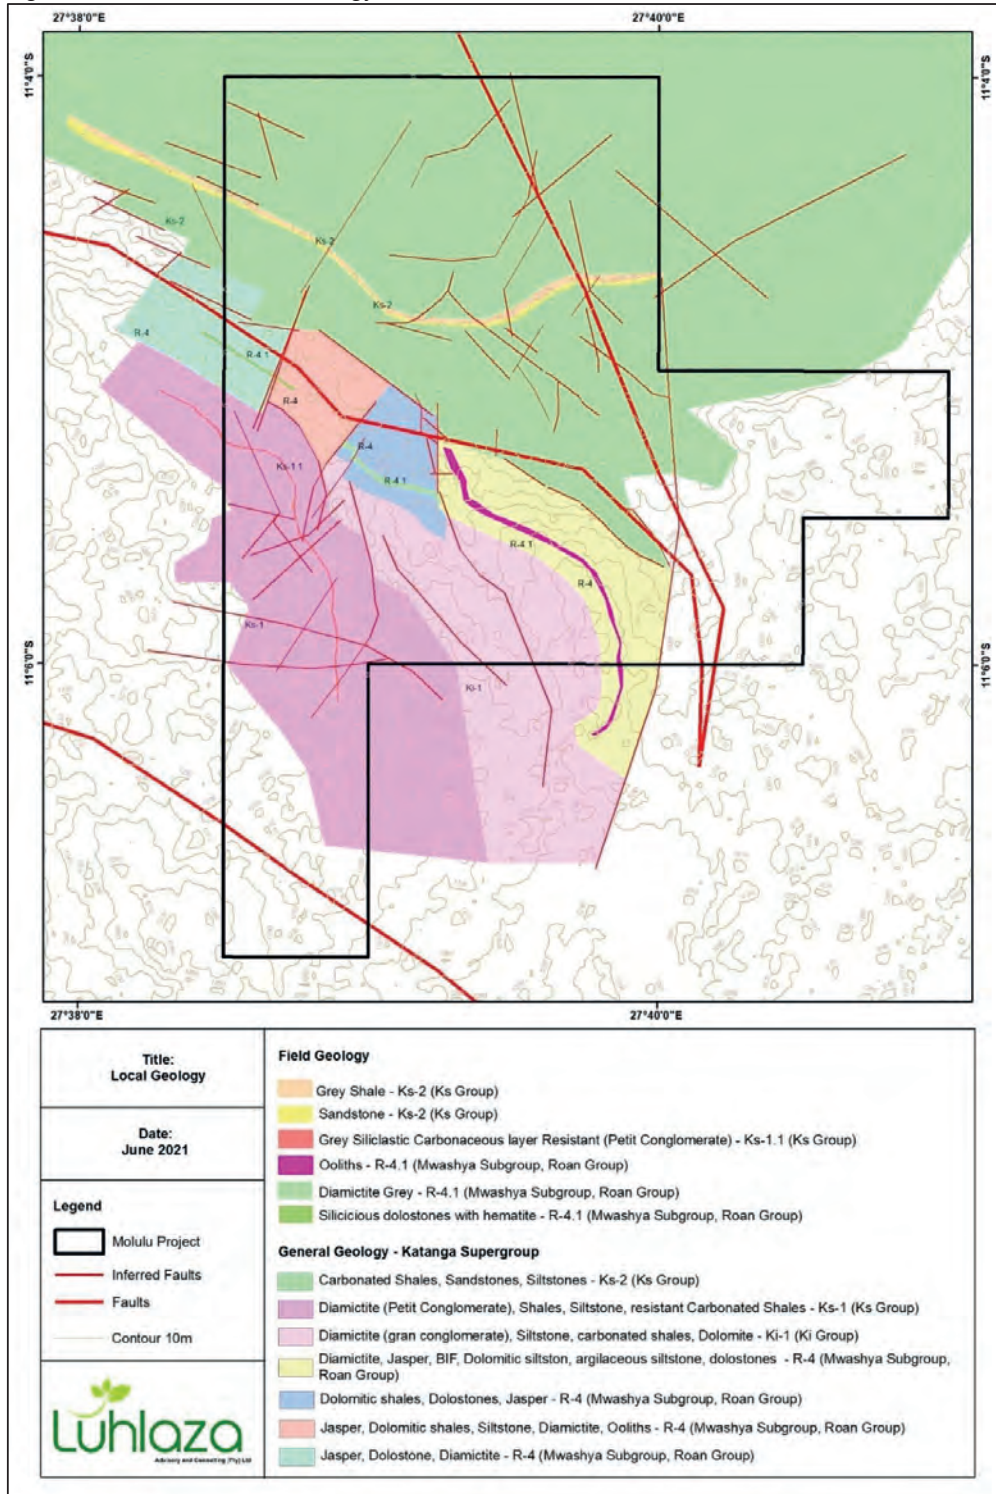 27°38'0"E
27°40'0"E
11°4'0"S
11°4'0"S
Ks-2
Ks-2
Ks-2
R-4
R-4 1
R-4
R-4
Ks-1 1
R-4 1
R-4 1
R-4
Ks-1
Ki-1
11°6'0"S
11°6'0"S
27°38'0"E
27°40'0"E
Title:
Local Geology
Date:
June 2021
Legend
Molulu Project
Inferred Faults
Faults
Contour 10m
Luhlaza
Advisory and Consulting (Pty) Ltd
Field Geology
Grey Shale - Ks-2 (Ks Group)
Sandstone - Ks-2 (Ks Group)
Grey Siliclastic Carbonaceous layer Resistant (Petit Conglomerate) - Ks-1.1 (Ks Group)
Ooliths - R-4.1 (Mwashya Subgroup, Roan Group)
Diamictite Grey - R-4.1 (Mwashya Subgroup, Roan Group)
Silicicious dolostones with hematite - R-4.1 (Mwashya Subgroup, Roan Group)
General Geology - Katanga Supergroup
Carbonated Shales, Sandstones, Siltstones - Ks-2 (Ks Group)
Diamictite (Petit Conglomerate), Shales, Siltstone, resistant Carbonated Shales - Ks-1 (Ks Group)
Diamictite (gran conglomerate), Siltstone, carbonated shales, Dolomite - Ki-1 (Ki Group)
Diamictite, Jasper, BIF, Dolomitic siltston, argilaceous siltstone, dolostones - R-4 (Mwashya Subgroup,
Roan Group)
Dolomitic shales, Dolostones, Jasper - R-4 (Mwashya Subgroup, Roan Group)
Jasper, Dolomitic shales, Siltstone, Diamictite, Ooliths - R-4 (Mwashya Subgroup, Roan Group)
Jasper, Dolostone, Diamictite - R-4 (Mwashya Subgroup, Roan Group)